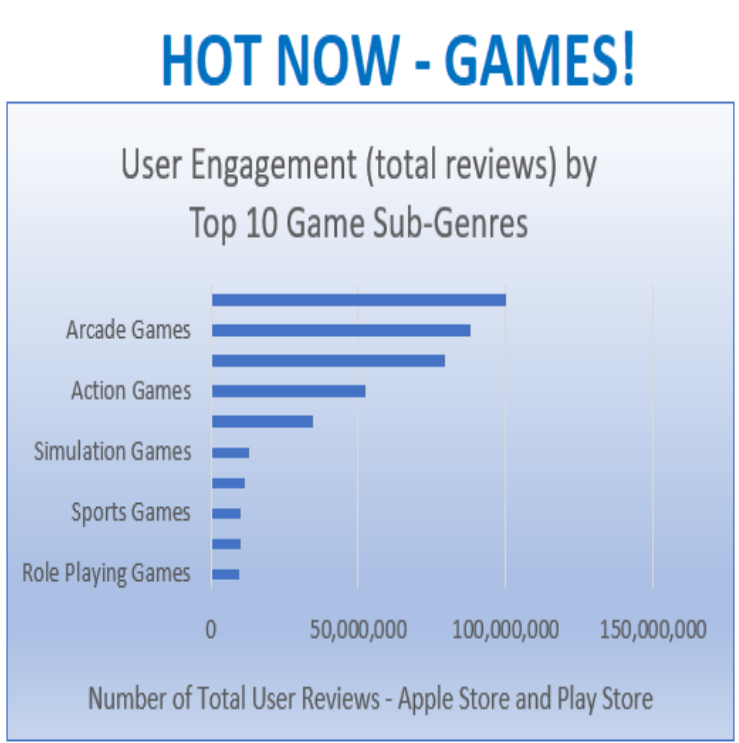 HOT NOW - GAMES!
User Engagement (total reviews) by
Top 10 Game Sub-Genres
Arcade Games
Action Games
Simulation Games
Sports Games
Role Playing Games
0
50,000,000
100,000,000
150,000,000
Number of Total User Reviews - Apple Store and Play Store